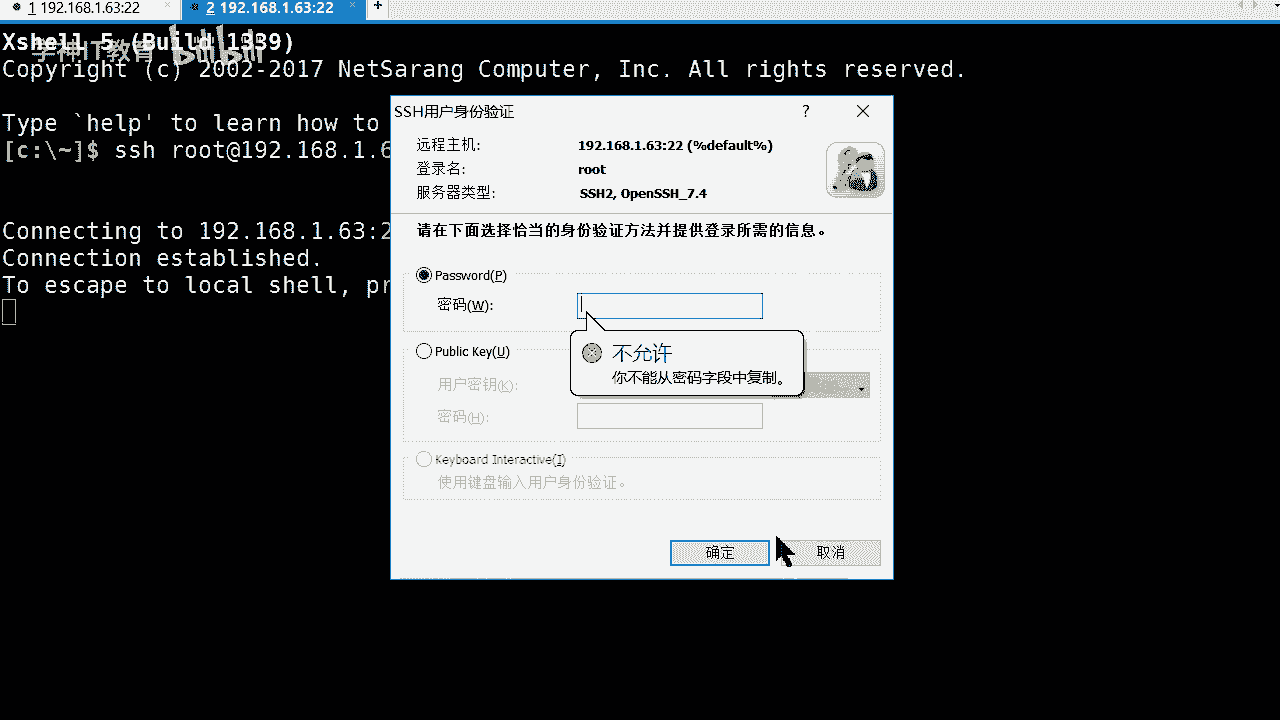 1 192.168.1.63:22 × 2 192.168.1.63:22 × +
Xshell 5 (Build 1339)
学神IT教育 bilibili
Copyright (c) 2002-2017 NetSarang Computer, Inc. All rights reserved.
Type `help' to learn how to
[c:\~]$ ssh root@192.168.1.6
Connecting to 192.168.1.63:2
Connection established.
To escape to local shell, pr
SSH用户身份验证 ?
远程主机: 192.168.1.63:22 (%default%)
登录名: root
服务器类型: SSH2, OpenSSH_7.4
请在下面选择恰当的身份验证方法并提供登录所需的信息。
Password(P)
密码(W):
不允许
你不能从密码字段中复制。
Public Key(U)
用户密钥(K):
密码(H):
Keyboard Interactive(I)
使用键盘输入用户身份验证。
确定 取消